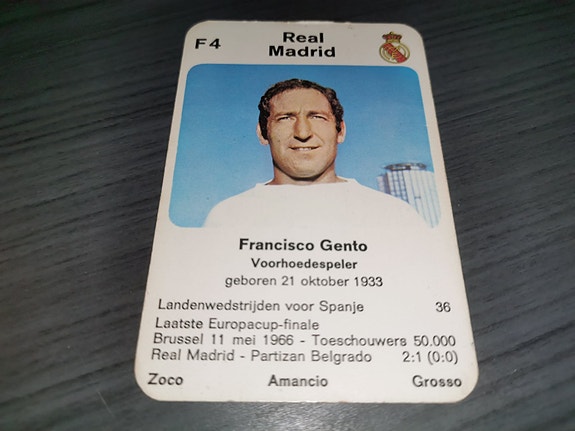 F4
Real
Madrid
Francisco Gento
Voorhoedespeler
geboren 21 oktober 1933
Landenwedstrijden voor Spanje 36
Laatste Europacup-finale
Brussel 11 mei 1966 - Toeschouwers 50.000
Real Madrid - Partizan Belgrado 2:1 (0:0)
Zoco Amancio Grosso